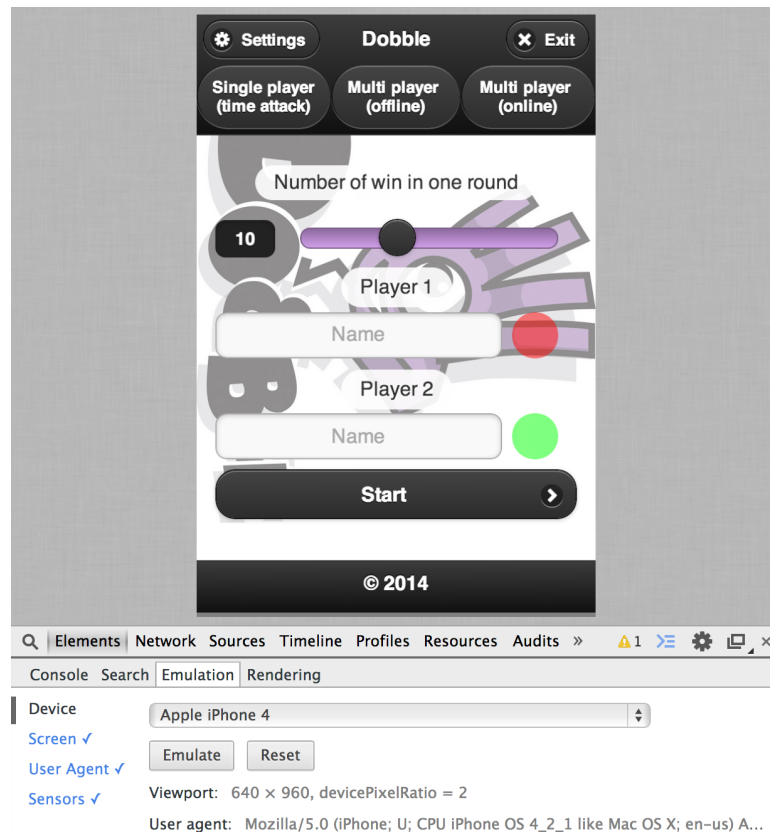 Settings Dobble Exit
Single player Multi player Multi player
(time attack) (offline) (online)
Number of win in one round
10
Player 1
Name
Player 2
Name
Start
© 2014
Elements Network Sources Timeline Profiles Resources Audits » 1
Console Search Emulation Rendering
Device Apple iPhone 4
Screen ✓
Emulate Reset
User Agent ✓
Viewport: 640 × 960, devicePixelRatio = 2
Sensors ✓
User agent: Mozilla/5.0 (iPhone; U; CPU iPhone OS 4_2_1 like Mac OS X; en-us) A...